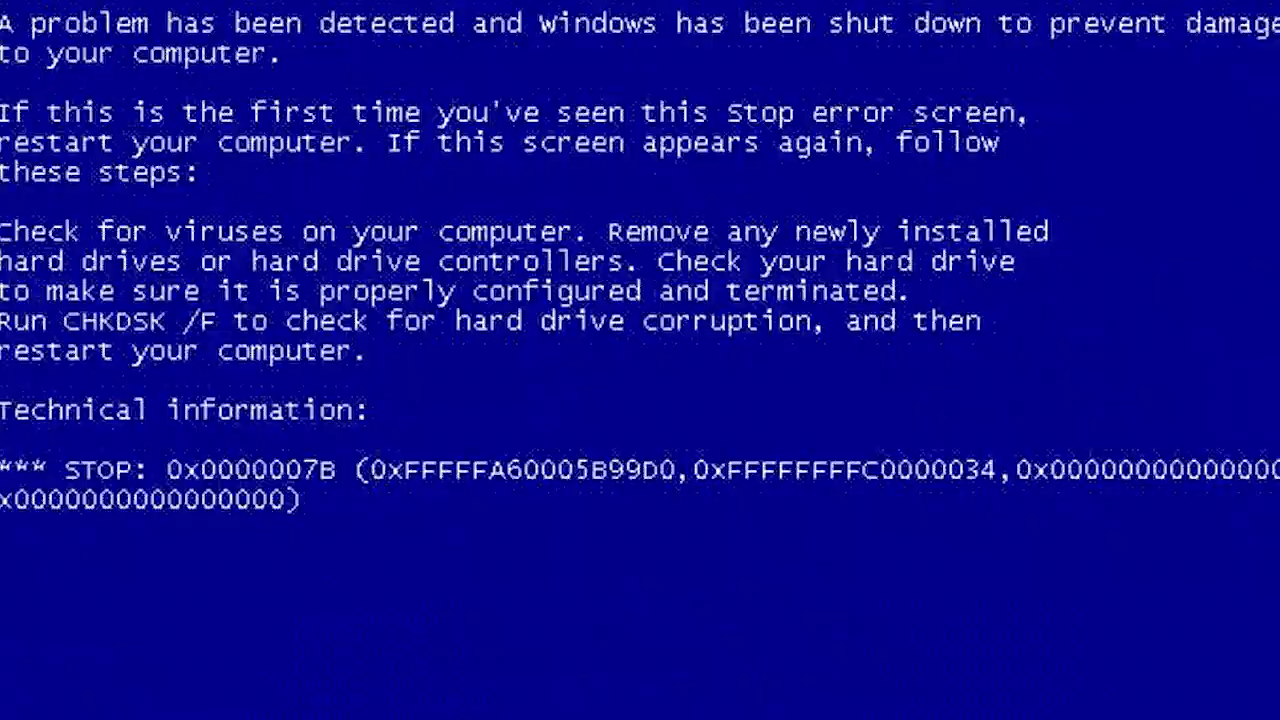 A problem has been detected and Windows has been shut down to prevent damage
to your computer.
If this is the first time you've seen this Stop error screen,
restart your computer. If this screen appears again, follow
these steps:
Check for viruses on your computer. Remove any newly installed
hard drives or hard drive controllers. Check your hard drive
to make sure it is properly configured and terminated.
Run CHKDSK /F to check for hard drive corruption, and then
restart your computer.
Technical information:
*** STOP: 0x0000007B (0xFFFFFA60005B99D0,0xFFFFFFFFC0000034,0x00000000000000
x0000000000000000)